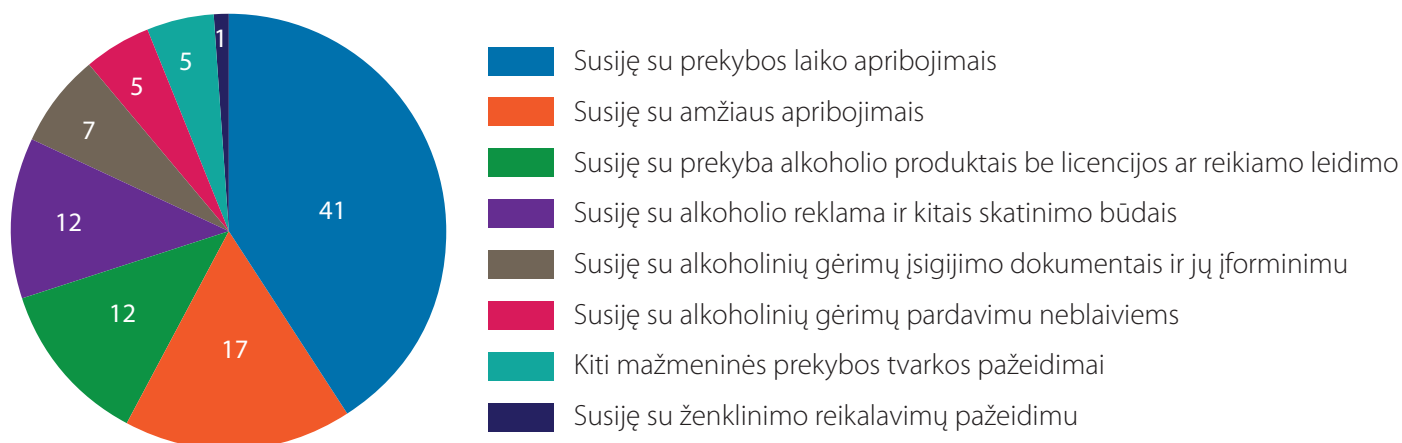 1
5
5
7
12
12
17
41
Susiję su prekybos laiko apribojimais
Susiję su amžiaus apribojimais
Susiję su prekyba alkoholio produktais be licencijos ar reikiamo leidimo
Susiję su alkoholio reklama ir kitais skatinimo būdais
Susiję su alkoholinių gėrimų įsigijimo dokumentais ir jų įforminimu
Susiję su alkoholinių gėrimų pardavimu neblaiviems
Kiti mažmeninės prekybos tvarkos pažeidimai
Susiję su ženklinimo reikalavimų pažeidimu